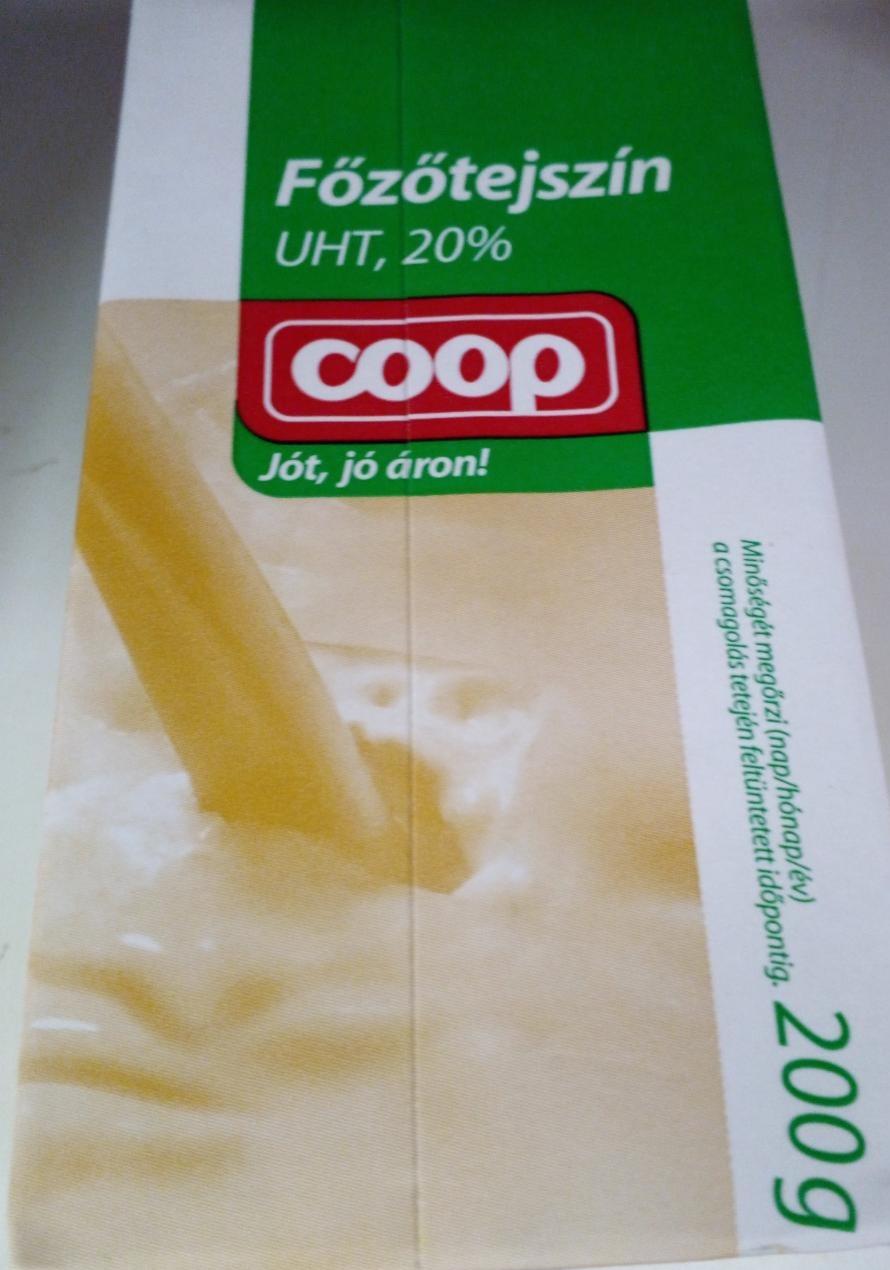 Főzőtejszín
UHT, 20%
coop
Jót, jó áron!
Minőségét megőrzi (nap/hónap/év)
a csomagolás tetején feltüntetett időpontig.
200 g